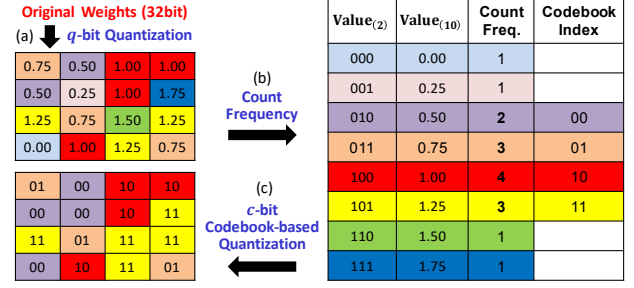 Original Weights (32bit)
(a) q-bit Quantization
0.75 0.50 1.00 1.00
0.50 0.25 1.00 1.75
1.25 0.75 1.50 1.25
0.00 1.00 1.25 0.75
(b)
Count
Frequency
01 00 10 10
00 00 10 11
11 01 11 11
00 10 11 01
(c)
c-bit
Codebook-based
Quantization
Value(2) Value(10) Count Freq. Codebook Index
000 0.00 1
001 0.25 1
010 0.50 2 00
011 0.75 3 01
100 1.00 4 10
101 1.25 3 11
110 1.50 1
111 1.75 1